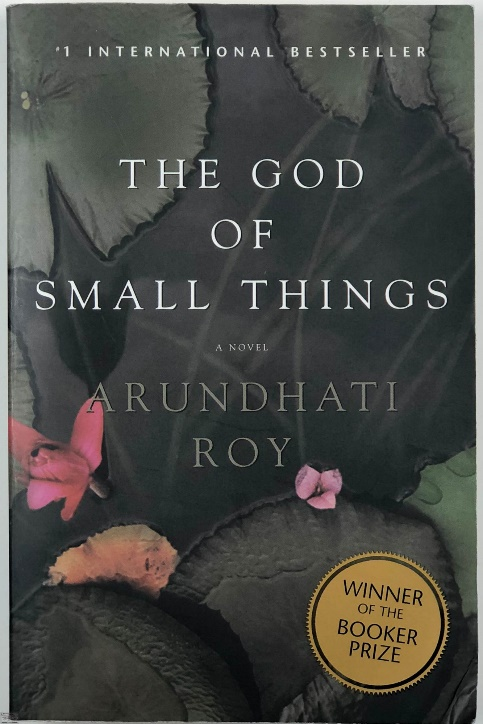 #1 INTERNATIONAL BESTSELLER
THE GOD
OF
SMALL THINGS
A NOVEL
ARUNDHATI
ROY
WINNER
OF THE
BOOKER
PRIZE